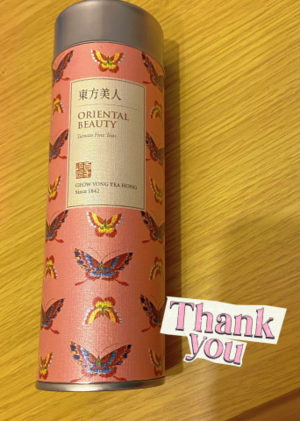 東方美人
ORIENTAL
BEAUTY
Taiwan Fine Teas
GEOW YONG TEA HONG
Since 1842
Thank
you